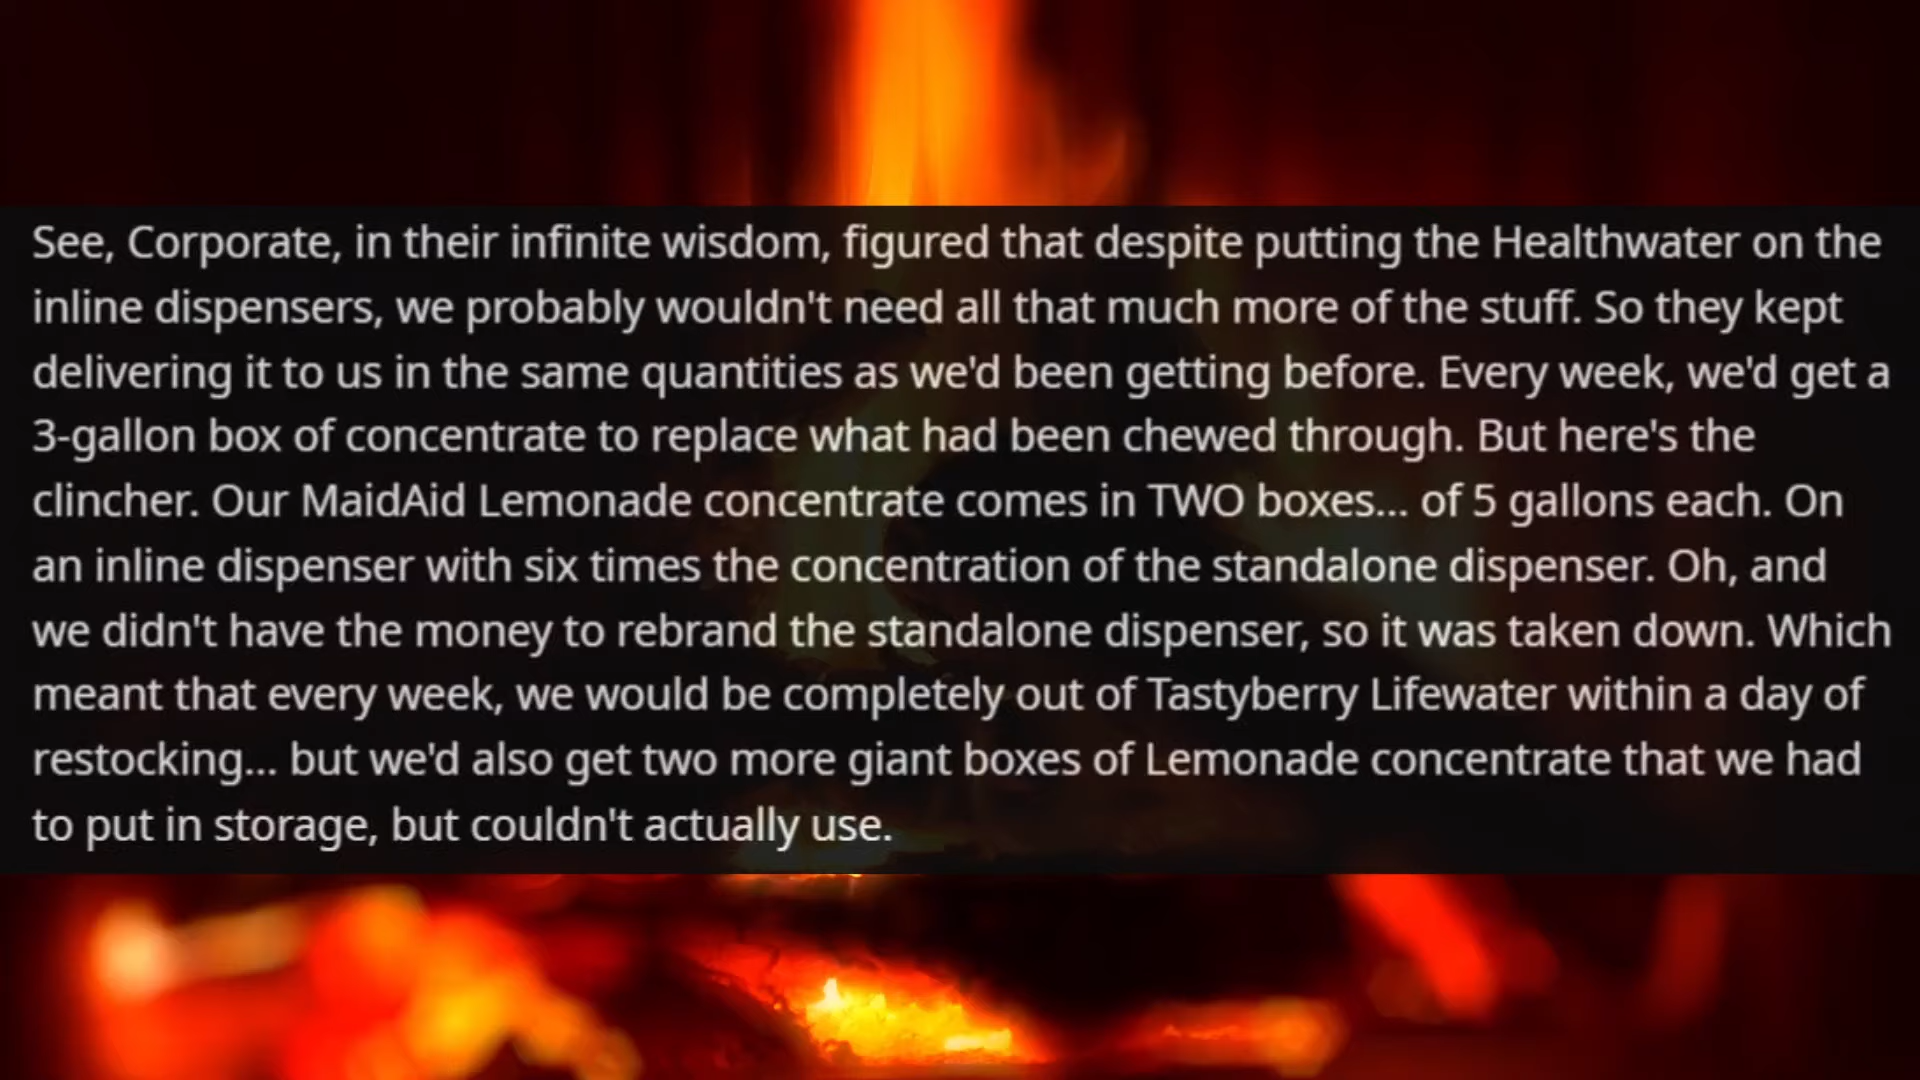 See, Corporate, in their infinite wisdom, figured that despite putting the Healthwater on the
inline dispensers, we probably wouldn't need all that much more of the stuff. So they kept
delivering it to us in the same quantities as we'd been getting before. Every week, we'd get a
3-gallon box of concentrate to replace what had been chewed through. But here's the
clincher. Our MaidAid Lemonade concentrate comes in TWO boxes... of 5 gallons each. On
an inline dispenser with six times the concentration of the standalone dispenser. Oh, and
we didn't have the money to rebrand the standalone dispenser, so it was taken down. Which
meant that every week, we would be completely out of Tastyberry Lifewater within a day of
restocking... but we'd also get two more giant boxes of Lemonade concentrate that we had
to put in storage, but couldn't actually use.